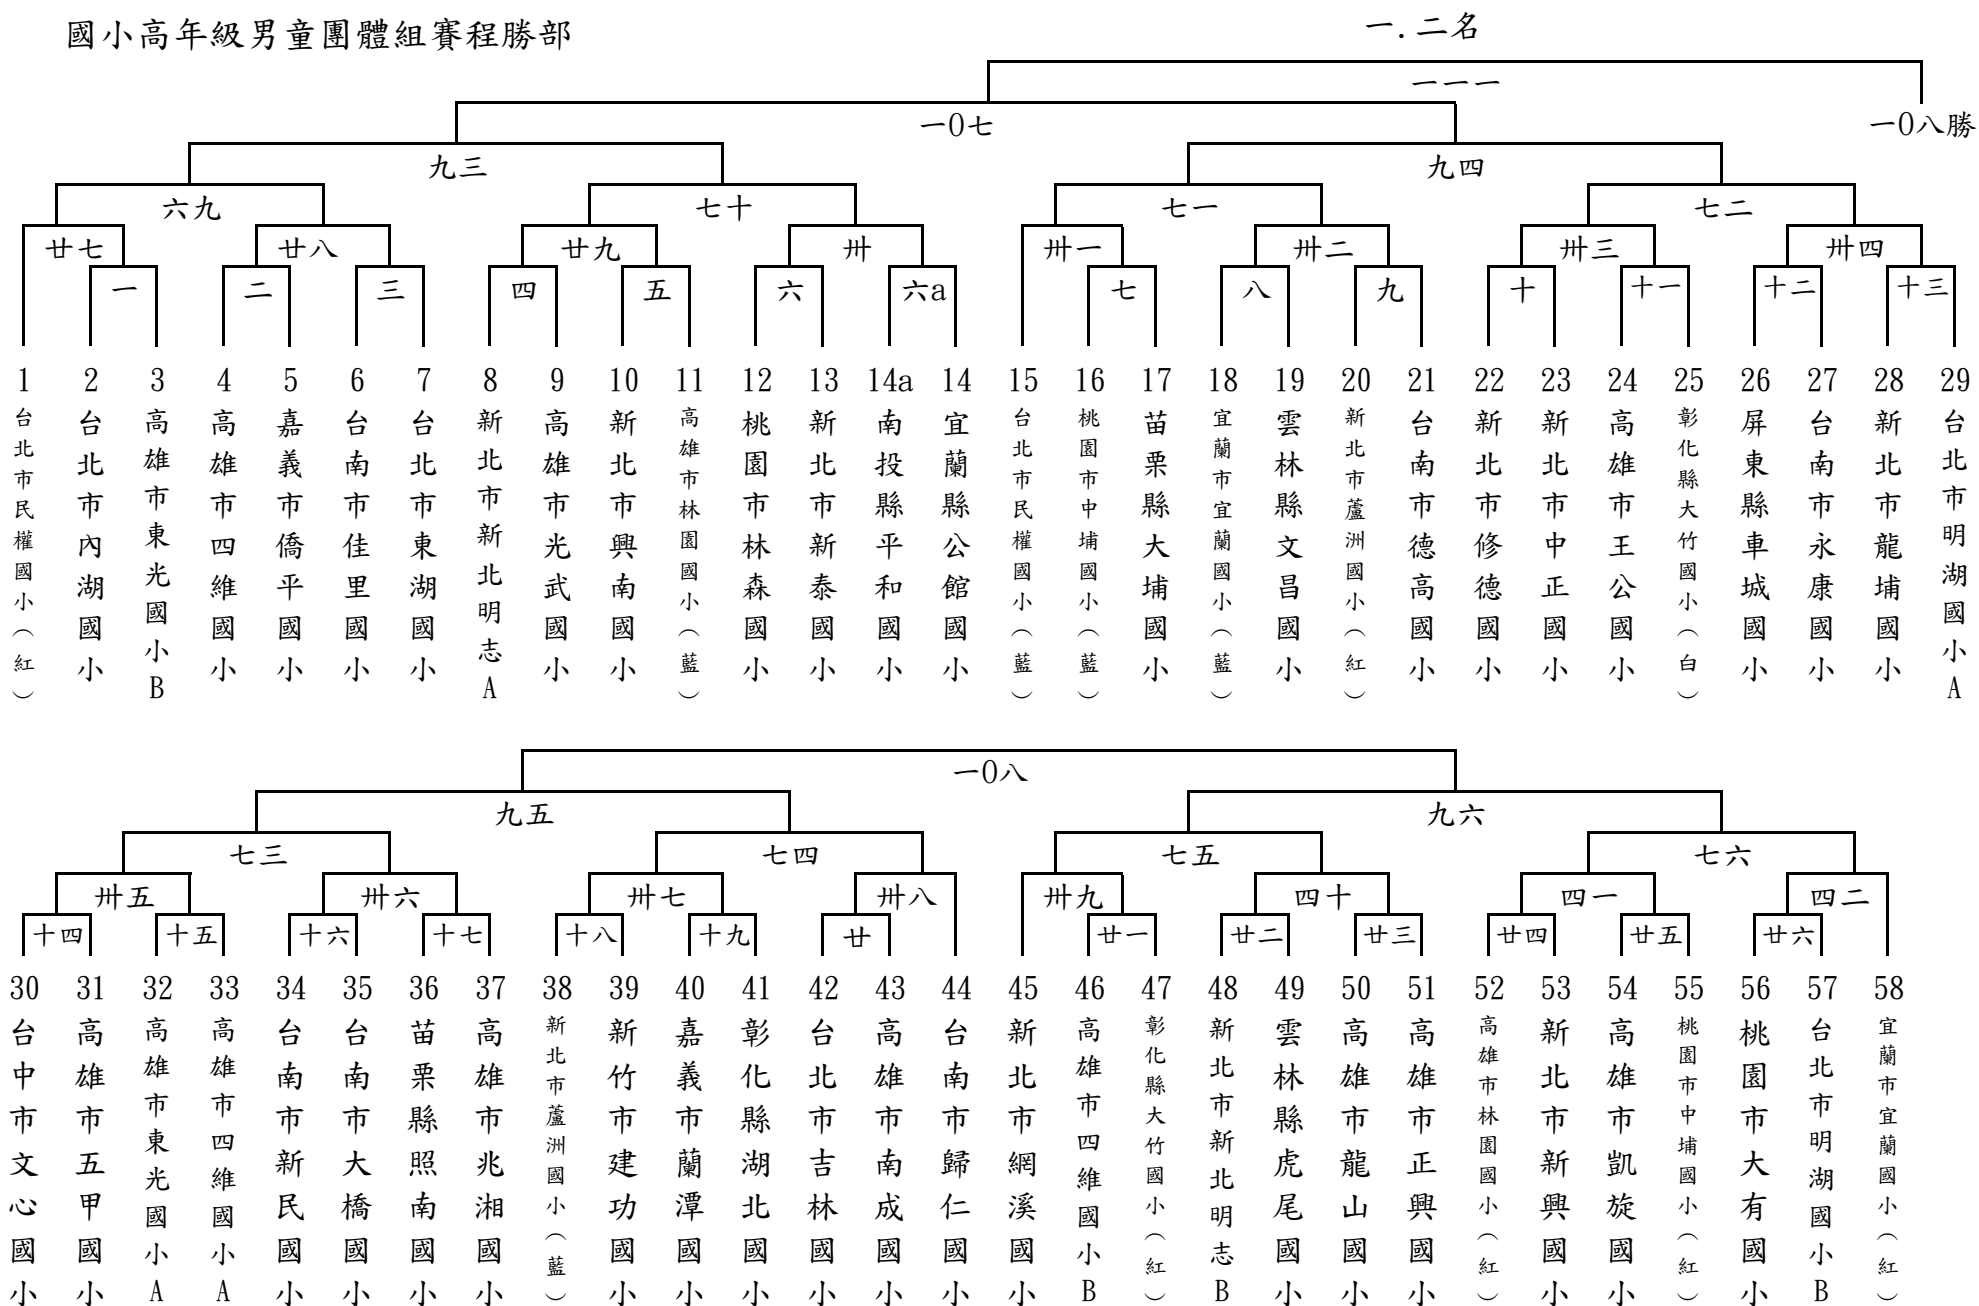 國小高年級男童團體組賽程勝部
一.二名
一一一
一0七
一0八勝
九三
九四
六九
七十
七一
七二
廿七
廿八
廿九
卅
卅一
卅二
卅三
卅四
一
二
三
四
五
六
六a
七
八
九
十
十一
十二
十三
1 台北市民權國小(紅)
2 台北市內湖國小
3 高雄市東光國小B
4 高雄市四維國小
5 嘉義市僑平國小
6 台南市佳里國小
7 台北市東湖國小
8 新北市新北明志A
9 高雄市光武國小
10 新北市興南國小
11 高雄市林園國小(藍)
12 桃園市林森國小
13 新北市新泰國小
14a 南投縣平和國小
14 宜蘭縣公館國小
15 台北市民權國小(藍)
16 桃園市中埔國小(藍)
17 苗栗縣大埔國小
18 宜蘭市宜蘭國小(藍)
19 雲林縣文昌國小
20 新北市蘆洲國小(紅)
21 台南市德高國小
22 新北市修德國小
23 新北市中正國小
24 高雄市王公國小
25 彰化縣大竹國小(白)
26 屏東縣車城國小
27 台南市永康國小
28 新北市龍埔國小
29 台北市明湖國小A
一0八
九五
九六
七三
七四
七五
七六
卅五
卅六
卅七
卅八
卅九
四十
四一
四二
十四
十五
十六
十七
十八
十九
廿
廿一
廿二
廿三
廿四
廿五
廿六
30 台中市文心國小
31 高雄市五甲國小
32 高雄市東光國小A
33 高雄市四維國小A
34 台南市新民國小
35 台南市大橋國小
36 苗栗縣照南國小
37 高雄市兆湘國小
38 新北市蘆洲國小(藍)
39 新竹市建功國小
40 嘉義市蘭潭國小
41 彰化縣湖北國小
42 台北市吉林國小
43 高雄市南成國小
44 台南市歸仁國小
45 新北市網溪國小
46 高雄市四維國小B
47 彰化縣大竹國小(紅)
48 新北市新北明志B
49 雲林縣虎尾國小
50 高雄市龍山國小
51 高雄市正興國小
52 高雄市林園國小(紅)
53 新北市新興國小
54 高雄市凱旋國小
55 桃園市中埔國小(紅)
56 桃園市大有國小
57 台北市明湖國小B
58 宜蘭市宜蘭國小(紅)